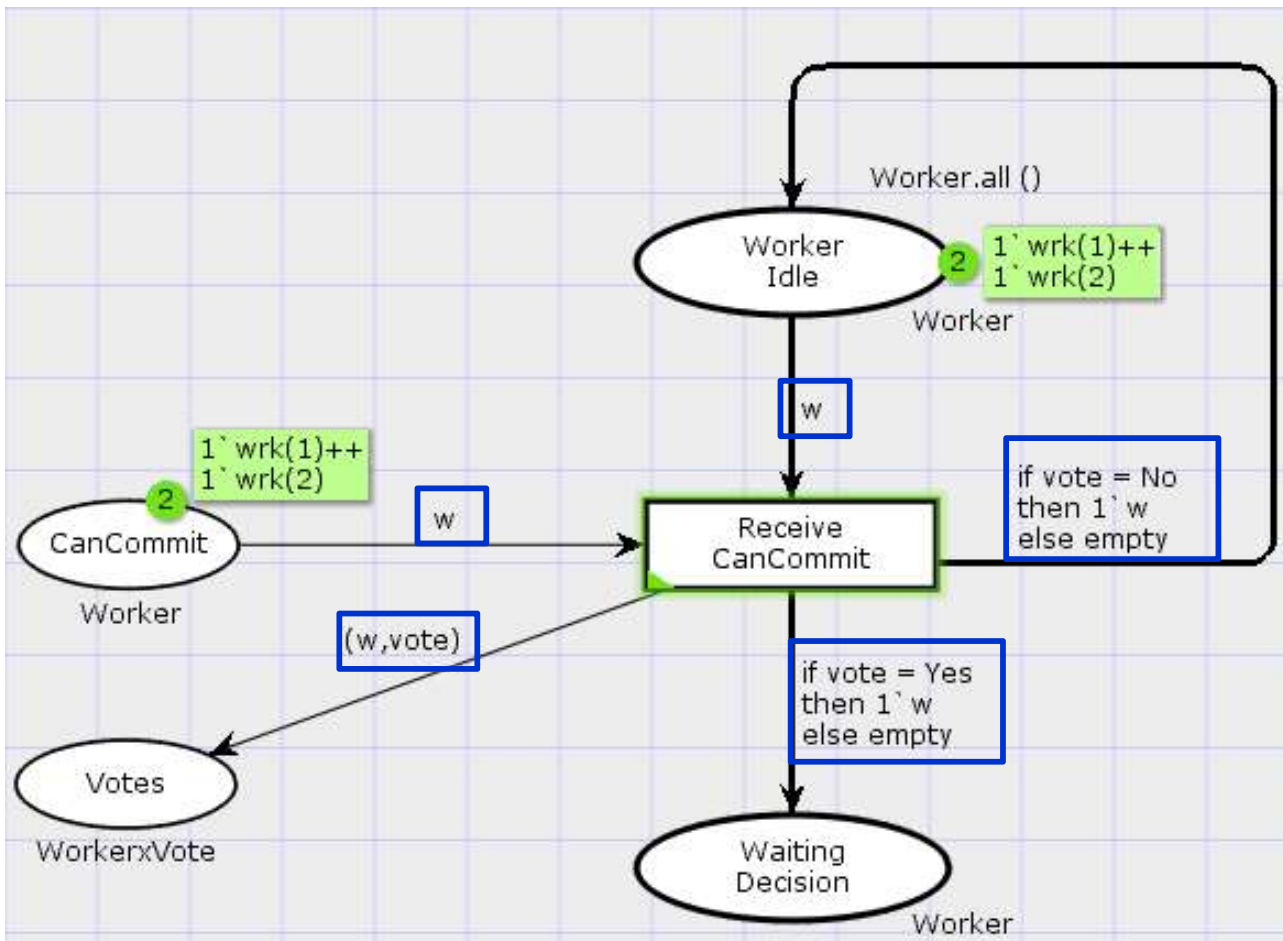 Worker.all ()
Worker
Idle
2
1`wrk(1)++
1`wrk(2)
Worker
w
1`wrk(1)++
1`wrk(2)
2
CanCommit
Worker
w
Receive
CanCommit
if vote = No
then 1`w
else empty
(w,vote)
if vote = Yes
then 1`w
else empty
Votes
WorkerxVote
Waiting
Decision
Worker